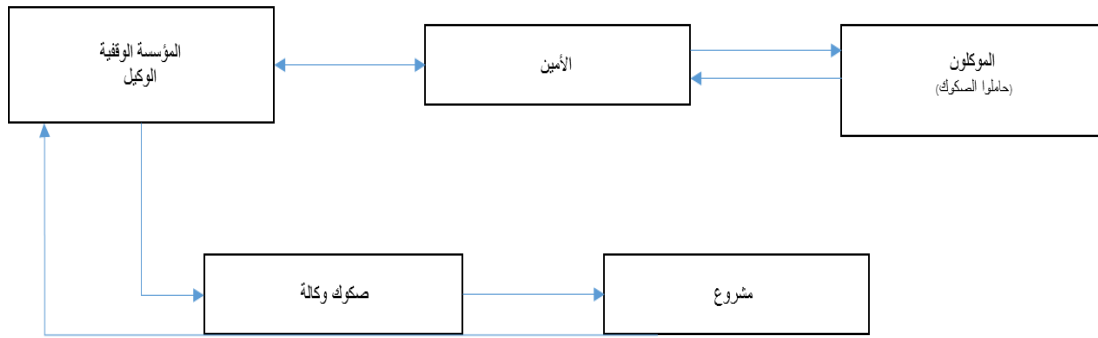 المؤسسة الوقفية
الوكيل
الأمين
الموكلون
(حاملوا الصكوك)
صكوك وكالة
مشروع